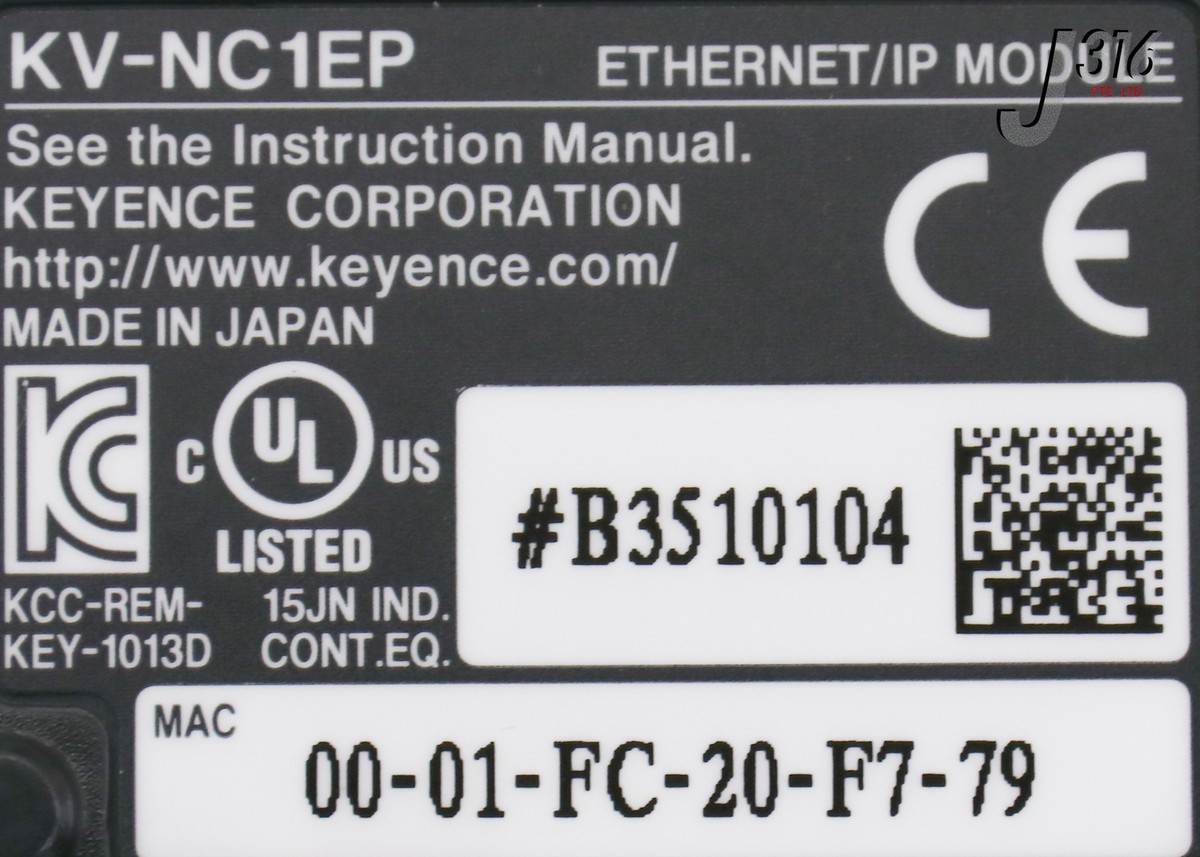 KV-NC1EP ETHERNET/IP MODULE
J316
PTE LTD
See the Instruction Manual.
KEYENCE CORPORATION
http://www.keyence.com/
MADE IN JAPAN
CE
KC
C UL US
LISTED
KCC-REM-
KEY-1013D
15JN IND.
CONT.EQ.
#B3510104
MAC
00-01-FC-20-F7-79